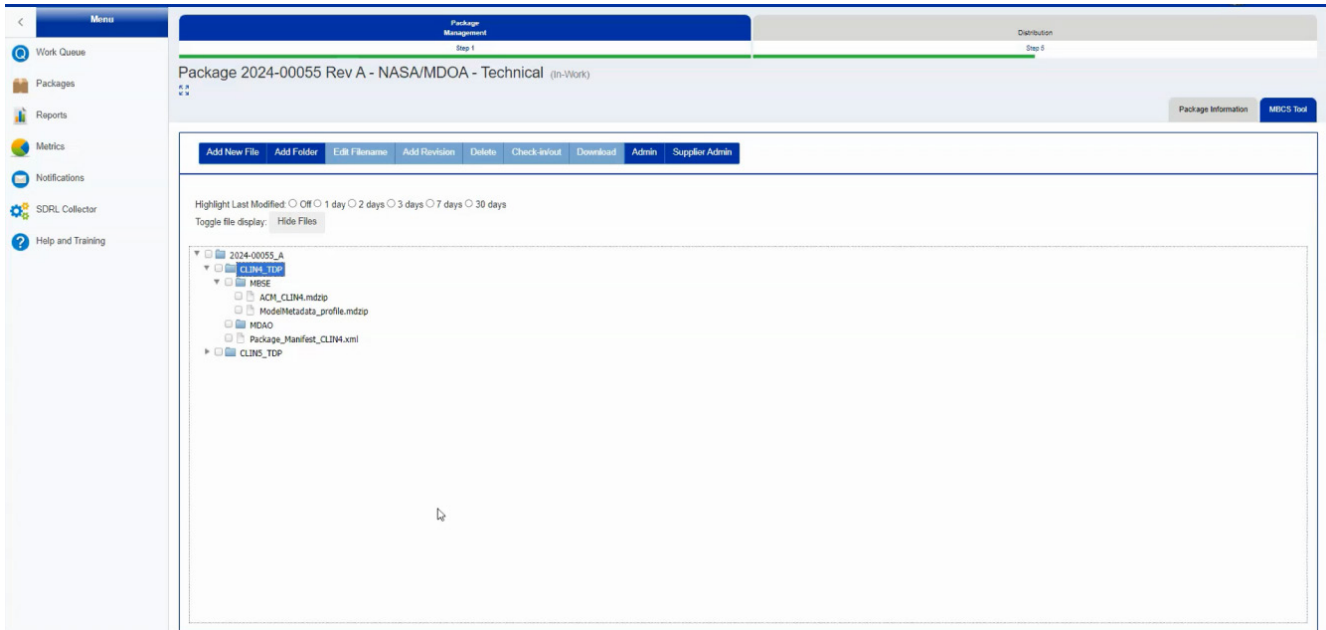 Menu
Work Queue
Packages
Reports
Metrics
Notifications
SDRL Collector
Help and Training
Package
Management
Step 1
Distribution
Step 5
Package 2024-00055 Rev A - NASA/MDOA - Technical (In-Work)
Package Information MBCS Tool
Add New File Add Folder Edit Filename Add Revision Delete Check-in/out Download Admin Supplier Admin
Highlight Last Modified: Off 1 day 2 days 3 days 7 days 30 days
Toggle file display: Hide Files
2024-00055_A
CLIN4_TDP
MBSE
ACM_CLIN4.mdzip
ModelMetadata_profile.mdzip
MDAO
Package_Manifest_CLIN4.xml
CLIN5_TDP